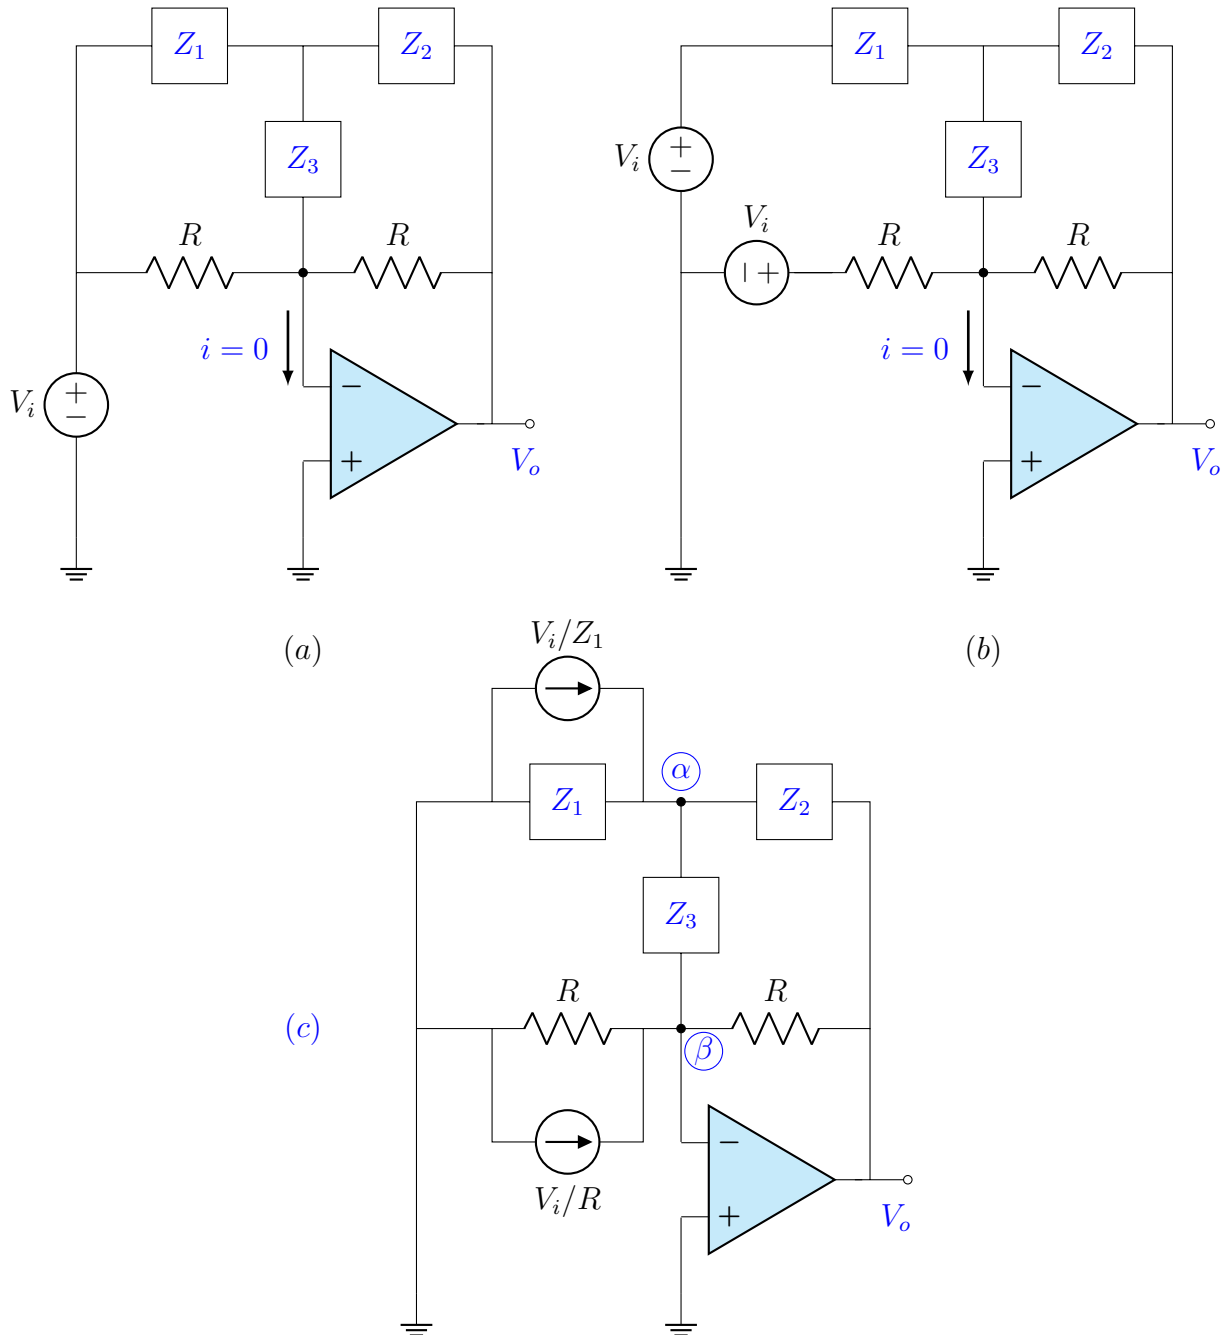 Z₁ Z₂ Z₁ Z₂
Z₃ Vᵢ + − Z₃
R R Vᵢ − + R R
i = 0 i = 0
Vᵢ + − − + Vₒ − + Vₒ
(a) (b)
Vᵢ/Z₁
α
Z₁ Z₂
Z₃
R R
(c)
β
− +
Vᵢ/R Vₒ